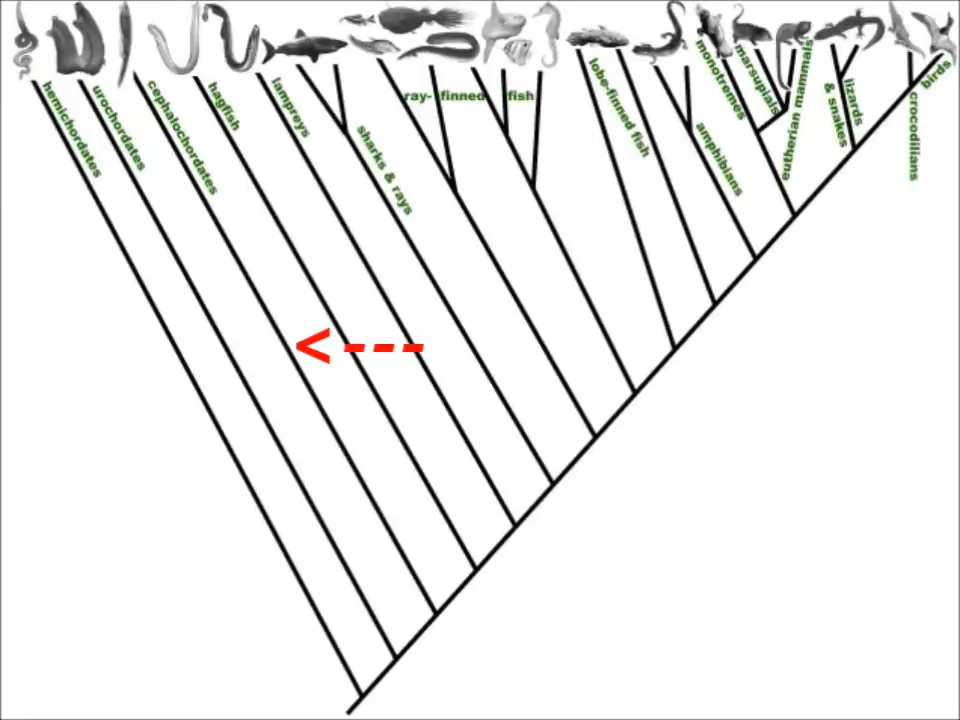 hemichordates
urochordates
cephalochordates
hagfish
lampreys
sharks & rays
ray-finned fish
lobe-finned fish
amphibians
monotremes
marsupials
eutherian mammals
lizards
& snakes
crocodilians
birds
<---